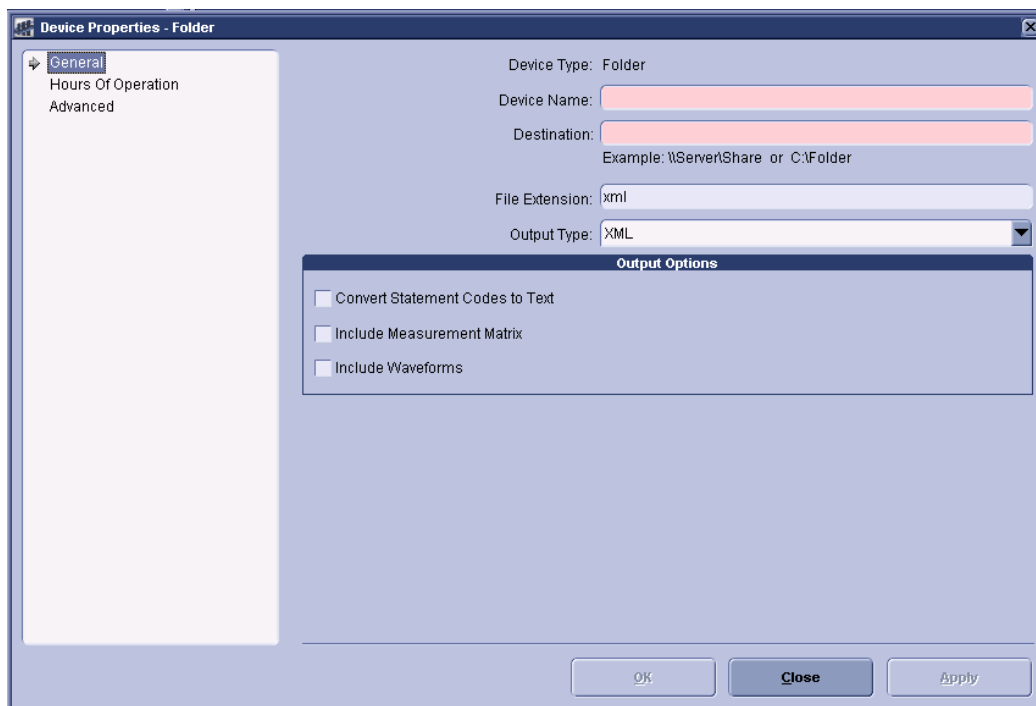 Device Properties - Folder
General
Hours Of Operation
Advanced
Device Type: Folder
Device Name:
Destination:
Example: \\Server\Share or C:\Folder
File Extension: xml
Output Type: XML
Output Options
Convert Statement Codes to Text
Include Measurement Matrix
Include Waveforms
OK Close Apply